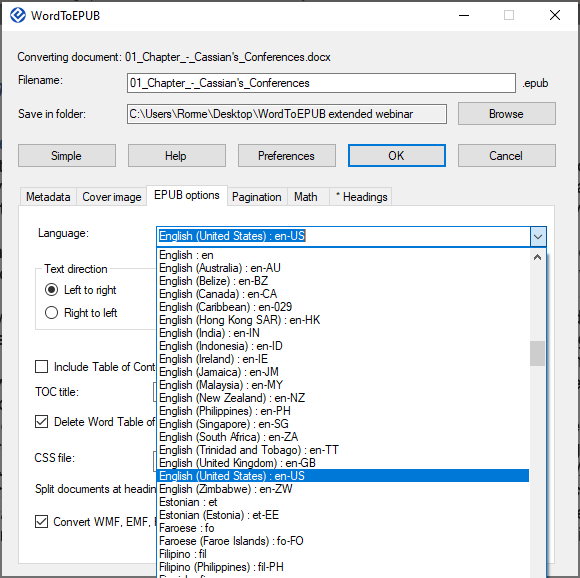 WordToEPUB
Converting document: 01_Chapter_-_Cassian's_Conferences.docx
Filename: 01_Chapter_-_Cassian's_Conferences .epub
Save in folder: C:\Users\Rorme\Desktop\WordToEPUB extended webinar Browse
Simple Help Preferences OK Cancel
Metadata Cover image EPUB options Pagination Math * Headings
Language: English (United States) : en-US
Text direction
Left to right
Right to left
Include Table of Cont
TOC title:
Delete Word Table of
CSS file:
Split documents at headin
Convert WMF, EMF,
English : en
English (Australia) : en-AU
English (Belize) : en-BZ
English (Canada) : en-CA
English (Caribbean) : en-029
English (Hong Kong SAR) : en-HK
English (India) : en-IN
English (Indonesia) : en-ID
English (Ireland) : en-IE
English (Jamaica) : en-JM
English (Malaysia) : en-MY
English (New Zealand) : en-NZ
English (Philippines) : en-PH
English (Singapore) : en-SG
English (South Africa) : en-ZA
English (Trinidad and Tobago) : en-TT
English (United Kingdom) : en-GB
English (United States) : en-US
English (Zimbabwe) : en-ZW
Estonian : et
Estonian (Estonia) : et-EE
Faroese : fo
Faroese (Faroe Islands) : fo-FO
Filipino : fil
Filipino (Philippines) : fil-PH